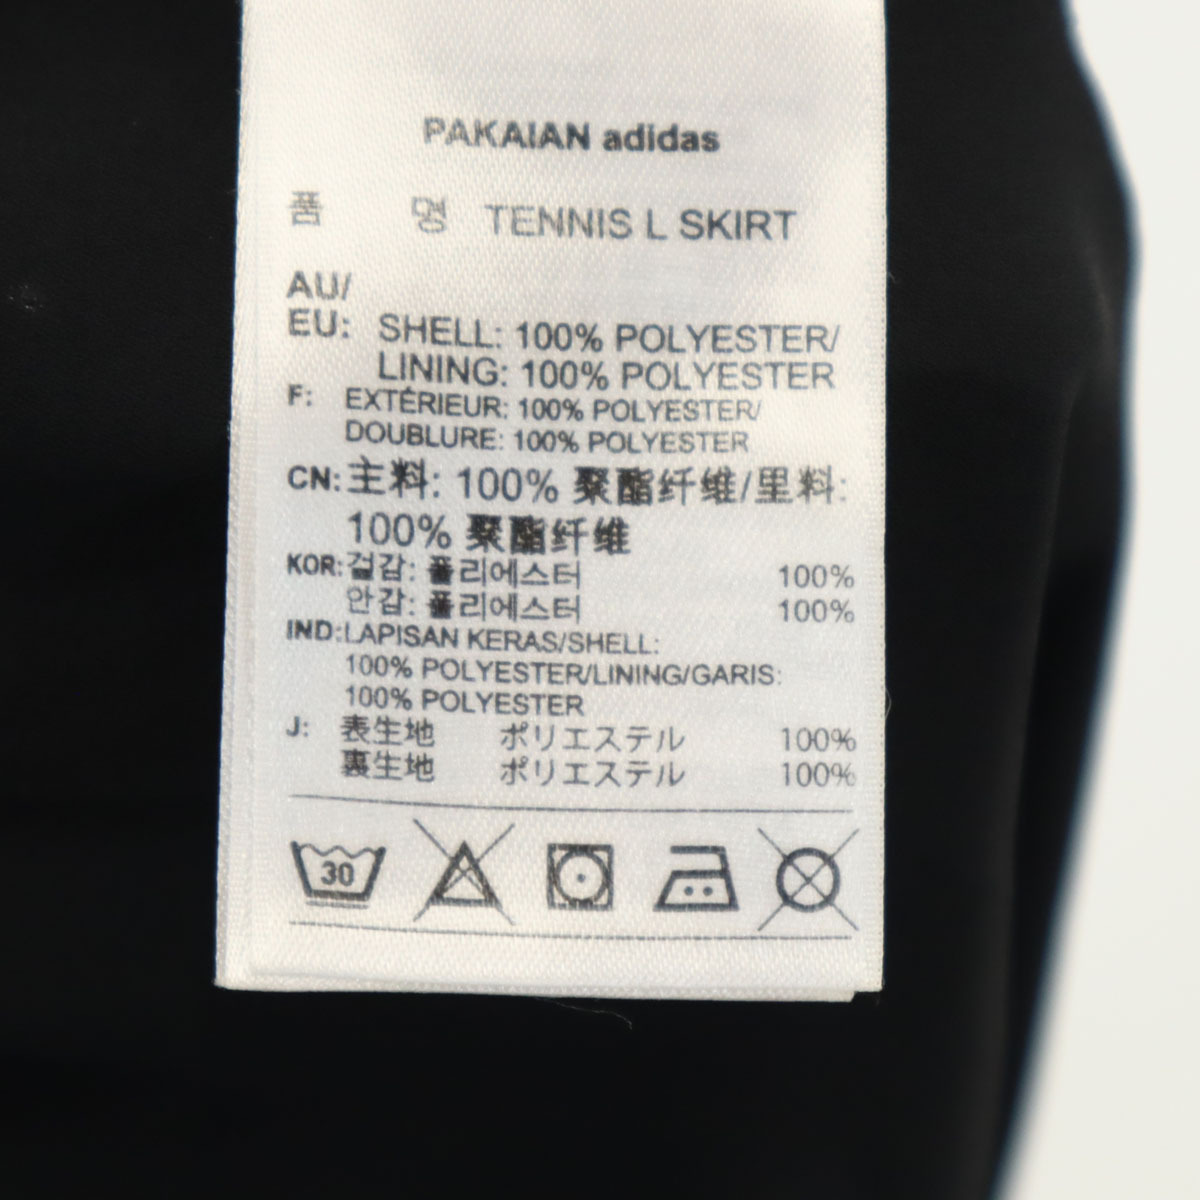 PAKAIAN adidas
품 명 TENNIS L SKIRT
AU/
EU: SHELL: 100% POLYESTER/
LINING: 100% POLYESTER
F: EXTÉRIEUR: 100% POLYESTER/
DOUBLURE: 100% POLYESTER
CN: 主料: 100% 聚酯纤维/里料:
100% 聚酯纤维
KOR: 겉감: 폴리에스터 100%
안감: 폴리에스터 100%
IND: LAPISAN KERAS/SHELL:
100% POLYESTER/LINING/GARIS:
100% POLYESTER
J: 表生地 ポリエステル 100%
裏生地 ポリエステル 100%
30